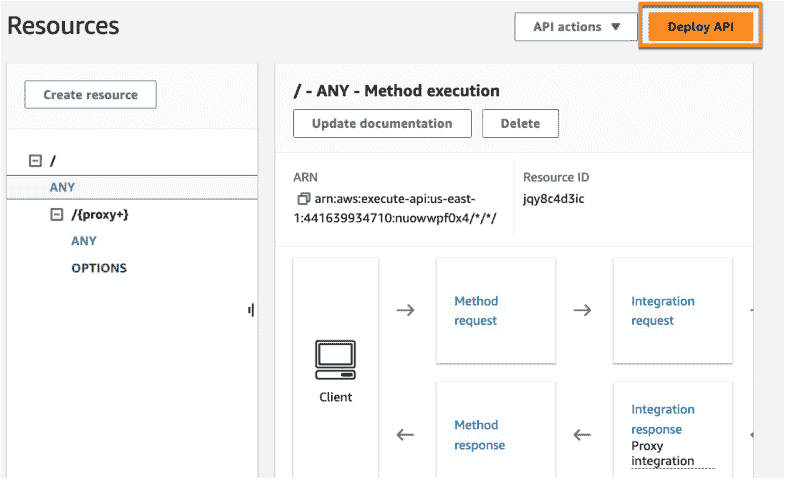 Resources
API actions ▼
Deploy API
Create resource
/
ANY
/{proxy+}
ANY
OPTIONS
/ - ANY - Method execution
Update documentation
Delete
ARN
arn:aws:execute-api:us-east-
1:441639934710:nuowwpf0x4/*/*/
Resource ID
jqy8c4d3ic
Client
Method
request
Integration
request
Method
response
Integration
response
Proxy
integration